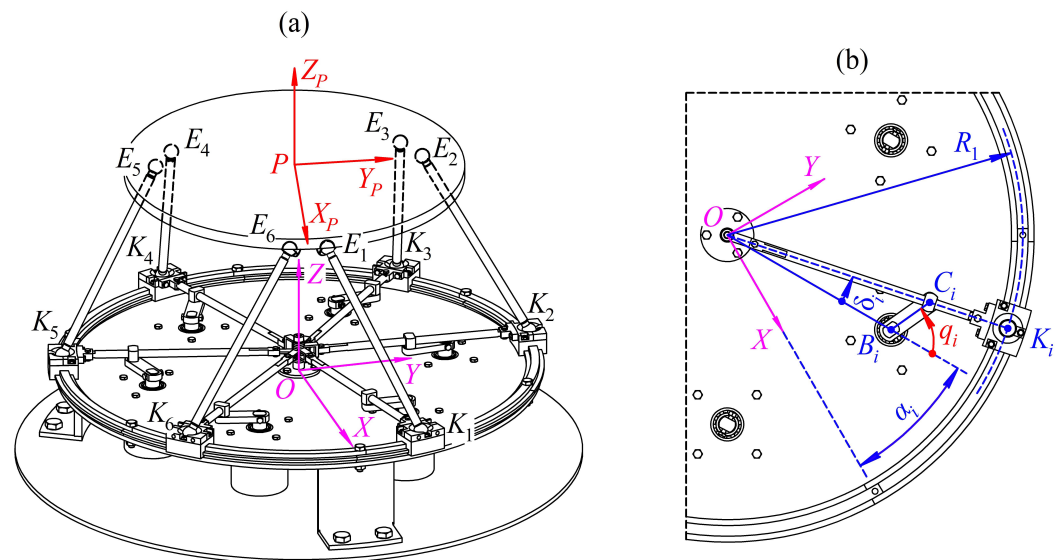 (a)
(b)
Z_P
E_3
E_4
E_2
E_5
P
Y_P
X_P
E_6
E_1
K_4
K_3
Z
K_5
K_2
O
Y
K_6
X
K_1
R_1
Y
O
C_i
δ_i
X
B_i
q_i
K_i
α_i